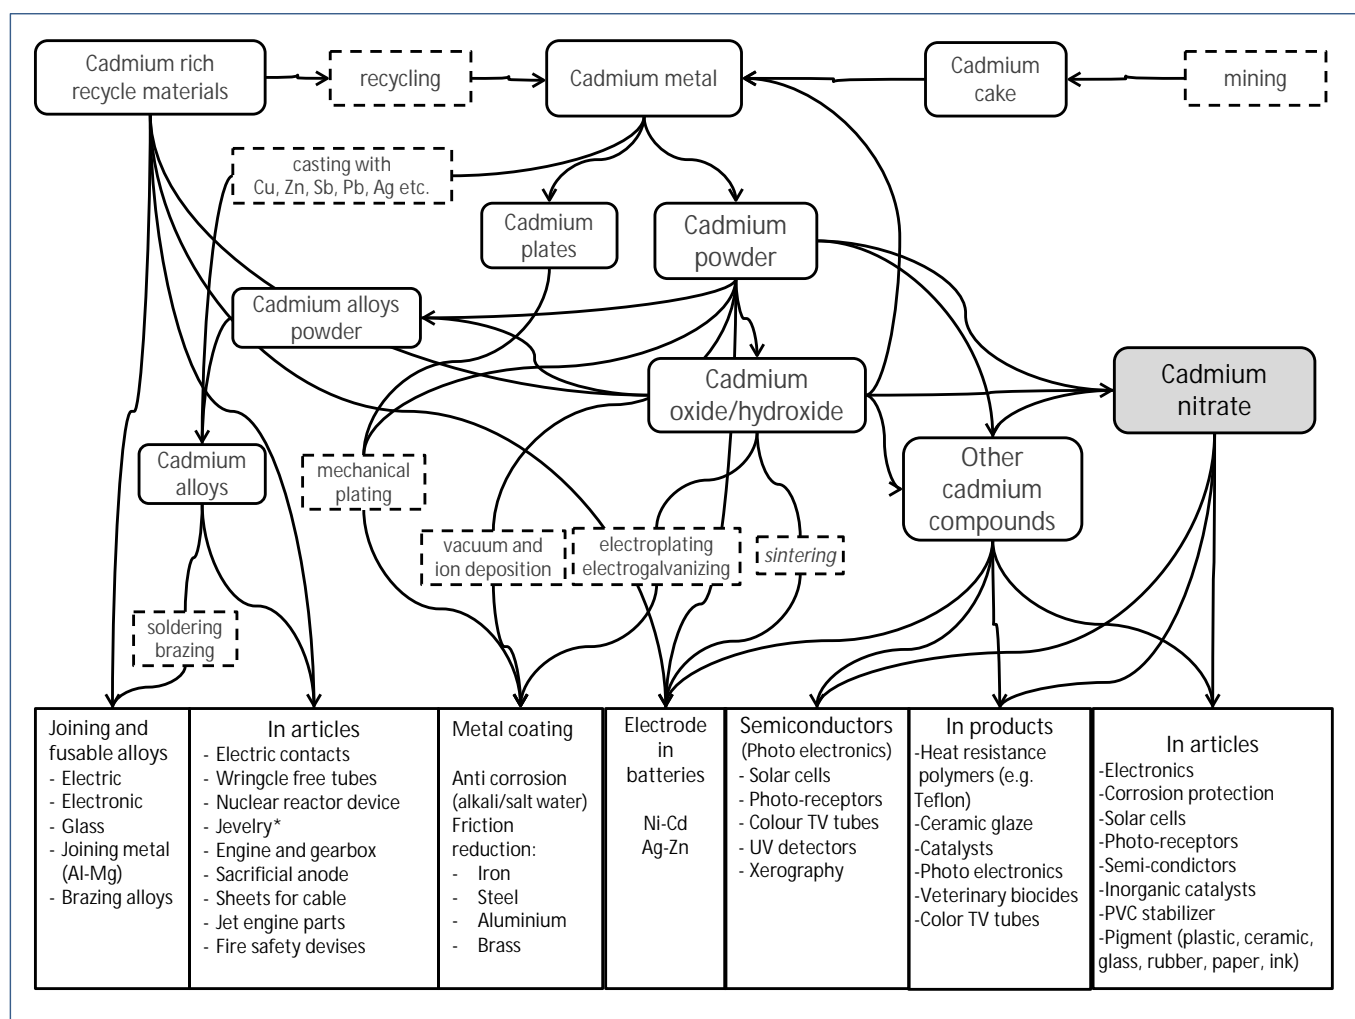 Cadmium rich
recycle materials
recycling
Cadmium metal
Cadmium
cake
mining
casting with
Cu, Zn, Sb, Pb, Ag etc.
Cadmium
plates
Cadmium
powder
Cadmium alloys
powder
Cadmium
oxide/hydroxide
Cadmium
nitrate
Cadmium
alloys
mechanical
plating
Other
cadmium
compounds
vacuum and
ion deposition
electroplating
electrogalvanizing
sintering
soldering
brazing
Joining and
fusable alloys
- Electric
- Electronic
- Glass
- Joining metal
(Al-Mg)
- Brazing alloys
In articles
- Electric contacts
- Wringcle free tubes
- Nuclear reactor device
- Jevelry*
- Engine and gearbox
- Sacrificial anode
- Sheets for cable
- Jet engine parts
- Fire safety devises
Metal coating
Anti corrosion
(alkali/salt water)
Friction
reduction:
- Iron
- Steel
- Aluminium
- Brass
Electrode
in
batteries
Ni-Cd
Ag-Zn
Semiconductors
(Photo electronics)
- Solar cells
- Photo-receptors
- Colour TV tubes
- UV detectors
- Xerography
In products
-Heat resistance
polymers (e.g.
Teflon)
-Ceramic glaze
-Catalysts
-Photo electronics
-Veterinary biocides
-Color TV tubes
In articles
-Electronics
-Corrosion protection
-Solar cells
-Photo-receptors
-Semi-condictors
-Inorganic catalysts
-PVC stabilizer
-Pigment (plastic, ceramic,
glass, rubber, paper, ink)